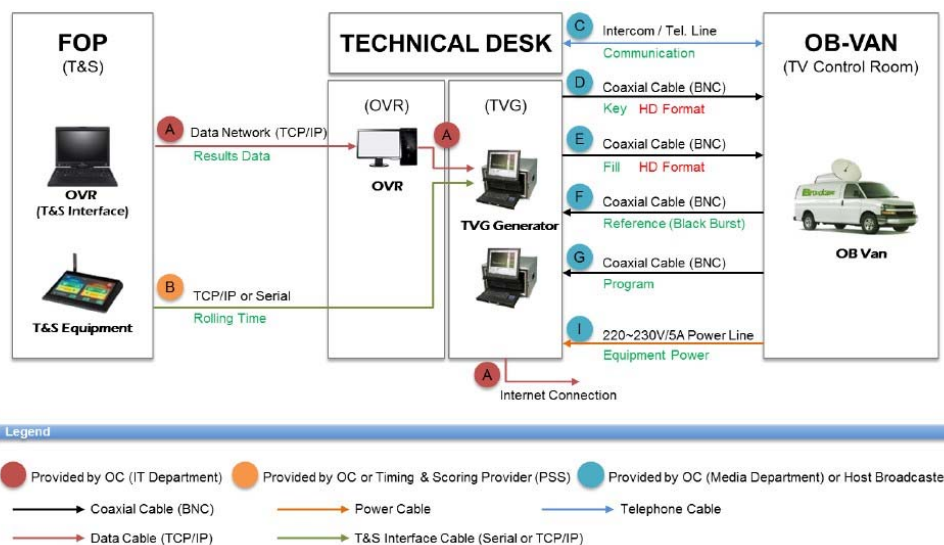 FOP
(T&S)
TECHNICAL DESK
OB-VAN
(TV Control Room)
C
Intercom / Tel. Line
Communication
(OVR)
(TVG)
D
Coaxial Cable (BNC)
Key HD Format
A
Data Network (TCP/IP)
Results Data
A
E
Coaxial Cable (BNC)
Fill HD Format
OVR
(T&S Interface)
OVR
TVG Generator
F
Coaxial Cable (BNC)
Reference (Black Burst)
Broadcast
OB Van
G
Coaxial Cable (BNC)
Program
B
TCP/IP or Serial
Rolling Time
T&S Equipment
I
220~230V/5A Power Line
Equipment Power
A
Internet Connection
Legend
Provided by OC (IT Department)
Provided by OC or Timing & Scoring Provider (PSS)
Provided by OC (Media Department) or Host Broadcaste
Coaxial Cable (BNC)
Power Cable
Telephone Cable
Data Cable (TCP/IP)
T&S Interface Cable (Serial or TCP/IP)